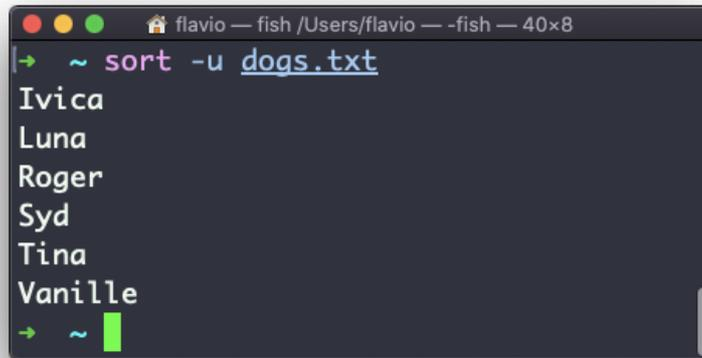 🏠 flavio — fish /Users/flavio — -fish — 40×8
➜ ~ sort -u dogs.txt
Ivica
Luna
Roger
Syd
Tina
Vanille
➜ ~